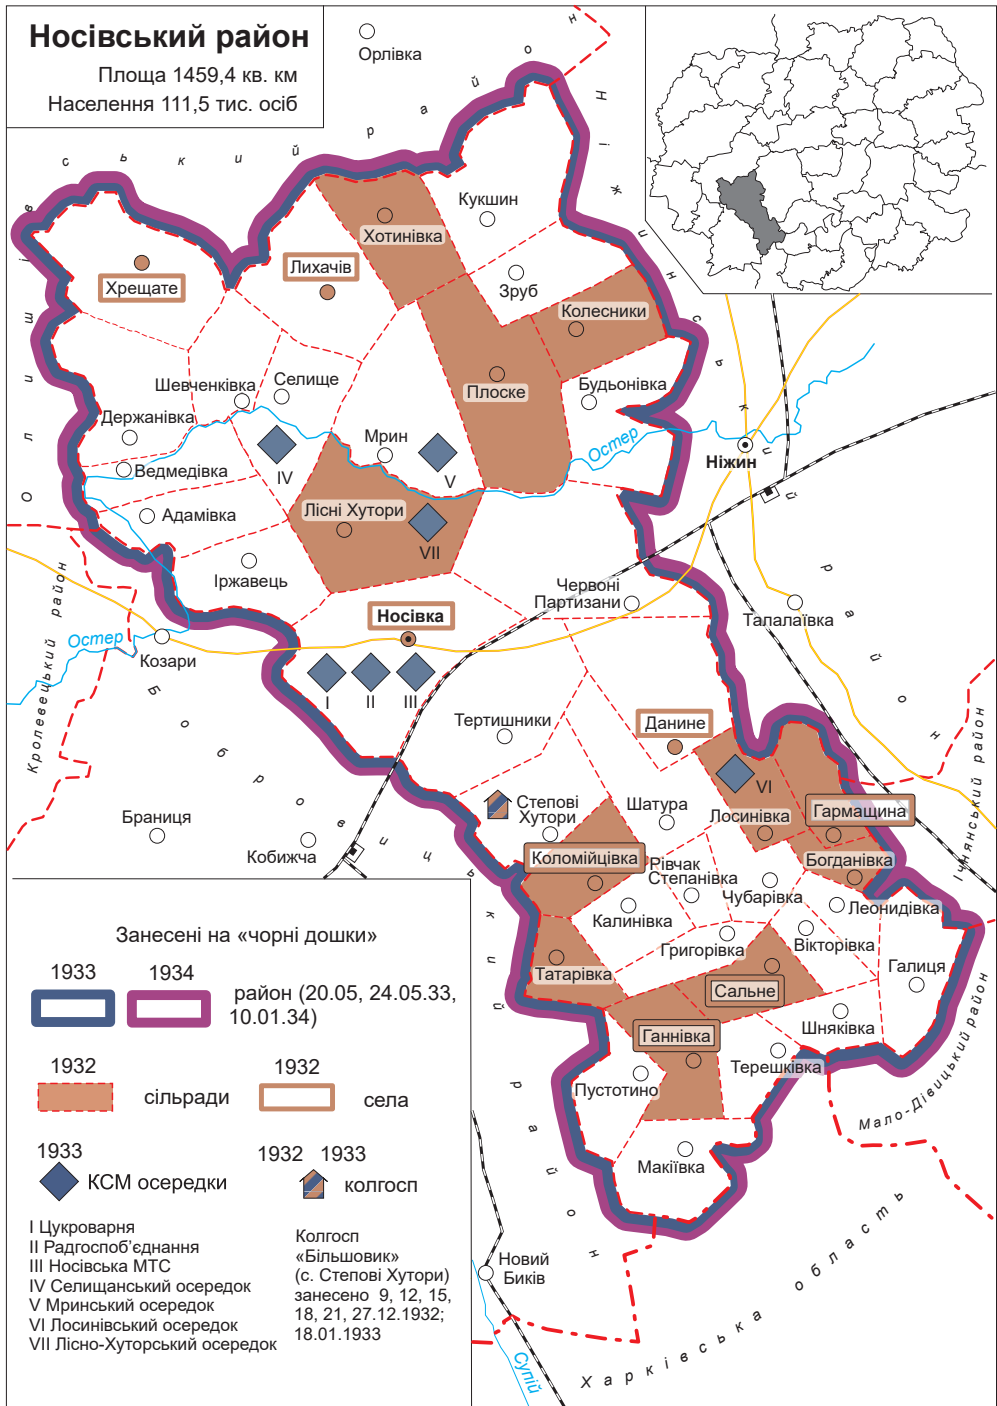 Носівський район
Площа 1459,4 кв. км
Населення 111,5 тис. осіб
Орлівка
Олишівський район
Ніжинський район
Кукшин
Хотинівка
Лихачів
Хрещате
Зруб
Колесники
Плоске
Будьонівка
Шевченківка
Селище
Держанівка
Мрин
Остер
Ніжин
Ведмедівка
IV
V
Адамівка
Лісні Хутори
VII
Іржавець
Червоні
Партизани
Талалаївка
Носівка
Остер
Козари
Кролевецький район
Бобровицький район
I
II
III
Тертишники
Данине
VI
Ічнянський район
Браниця
Кобижча
Степові
Хутори
Шатура
Лосинівка
Гармащина
Коломійцівка
Рівчак
Степанівка
Богданівка
Чубарівка
Леонидівка
Калинівка
Григорівка
Вікторівка
Татарівка
Галиця
Сальне
Шняківка
Ганнівка
Терешківка
Пустотино
Мало-Дівицький район
Макіївка
Новий
Биків
Супій
Харківська область
Занесені на «чорні дошки»
1933
1934
район (20.05, 24.05.33,
10.01.34)
1932
сільради
1932
села
1933
КСМ осередки
1932 1933
колгосп
I Цукроварня
II Радгоспоб’єднання
III Носівська МТС
IV Селищанський осередок
V Мринський осередок
VI Лосинівський осередок
VII Лісно-Хуторський осередок
Колгосп
«Більшовик»
(с. Степові Хутори)
занесено 9, 12, 15,
18, 21, 27.12.1932;
18.01.1933